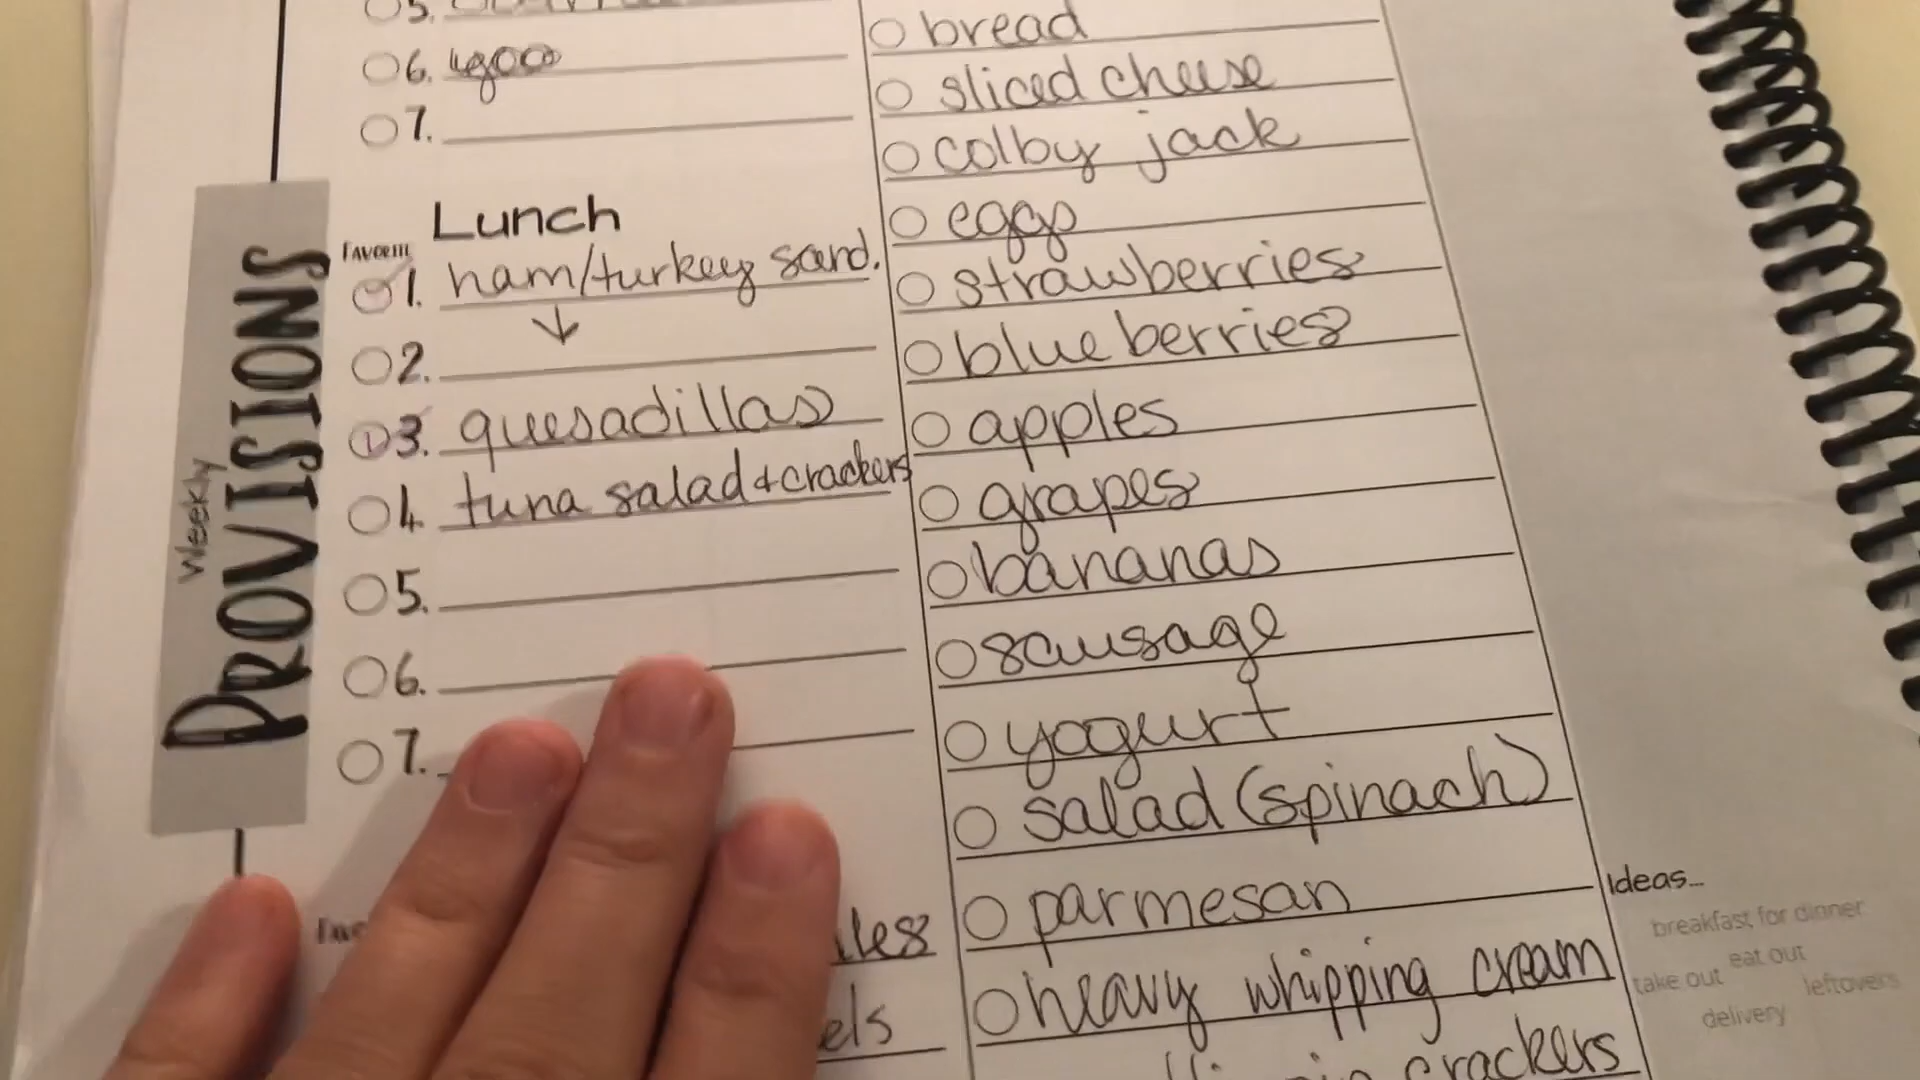 5.
6.
7.
Weekly
PROVISIONS
Lunch
Favorite
1. ham/turkey sand.
↓
2.
3. quesadillas
4. tuna salad + crackers
5.
6.
7.
els
bread
sliced cheese
colby jack
eggs
strawberries
blueberries
apples
grapes
bananas
sausage
yogurt
salad (spinach)
parmesan
heavy whipping cream
crackers
Ideas...
breakfast for dinner
eat out
take out
leftovers
delivery